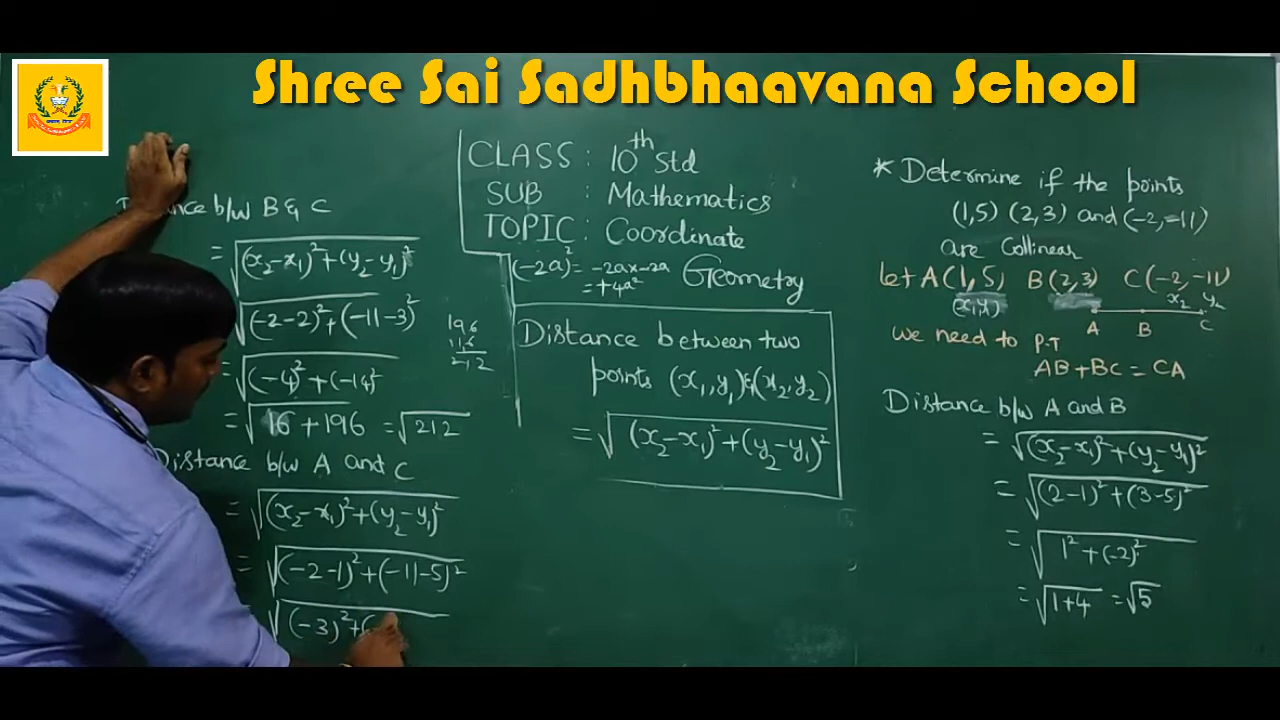 Shree Sai Sadhbhaavana School
CLASS : 10th Std
SUB : Mathematics
TOPIC : Coordinate
Geometry
(-2a)² = -2a x -2a
= +4a²
Distance between two
points (x₁, y₁) & (x₂, y₂)
= √(x₂-x₁)² + (y₂-y₁)²
Distance b/w B & C
= √(x₂-x₁)² + (y₂-y₁)²
√(-2-2)² + (-11-3)²
= √(-4)² + (-14)²
= √16 + 196 = √212
196
16
212
Distance b/w A and C
= √(x₂-x₁)² + (y₂-y₁)²
= √(-2-1)² + (-11-5)²
√(-3)² + (
* Determine if the points
(1,5) (2,3) and (-2,-11)
are Collinear
let A(1,5) B(2,3) C(-2,-11)
(x₁,y₁) x₂ y₂
A B C
we need to P.T
AB + BC = CA
Distance b/w A and B
= √(x₂-x₁)² + (y₂-y₁)²
= √(2-1)² + (3-5)²
= √1² + (-2)²
= √1+4 = √5